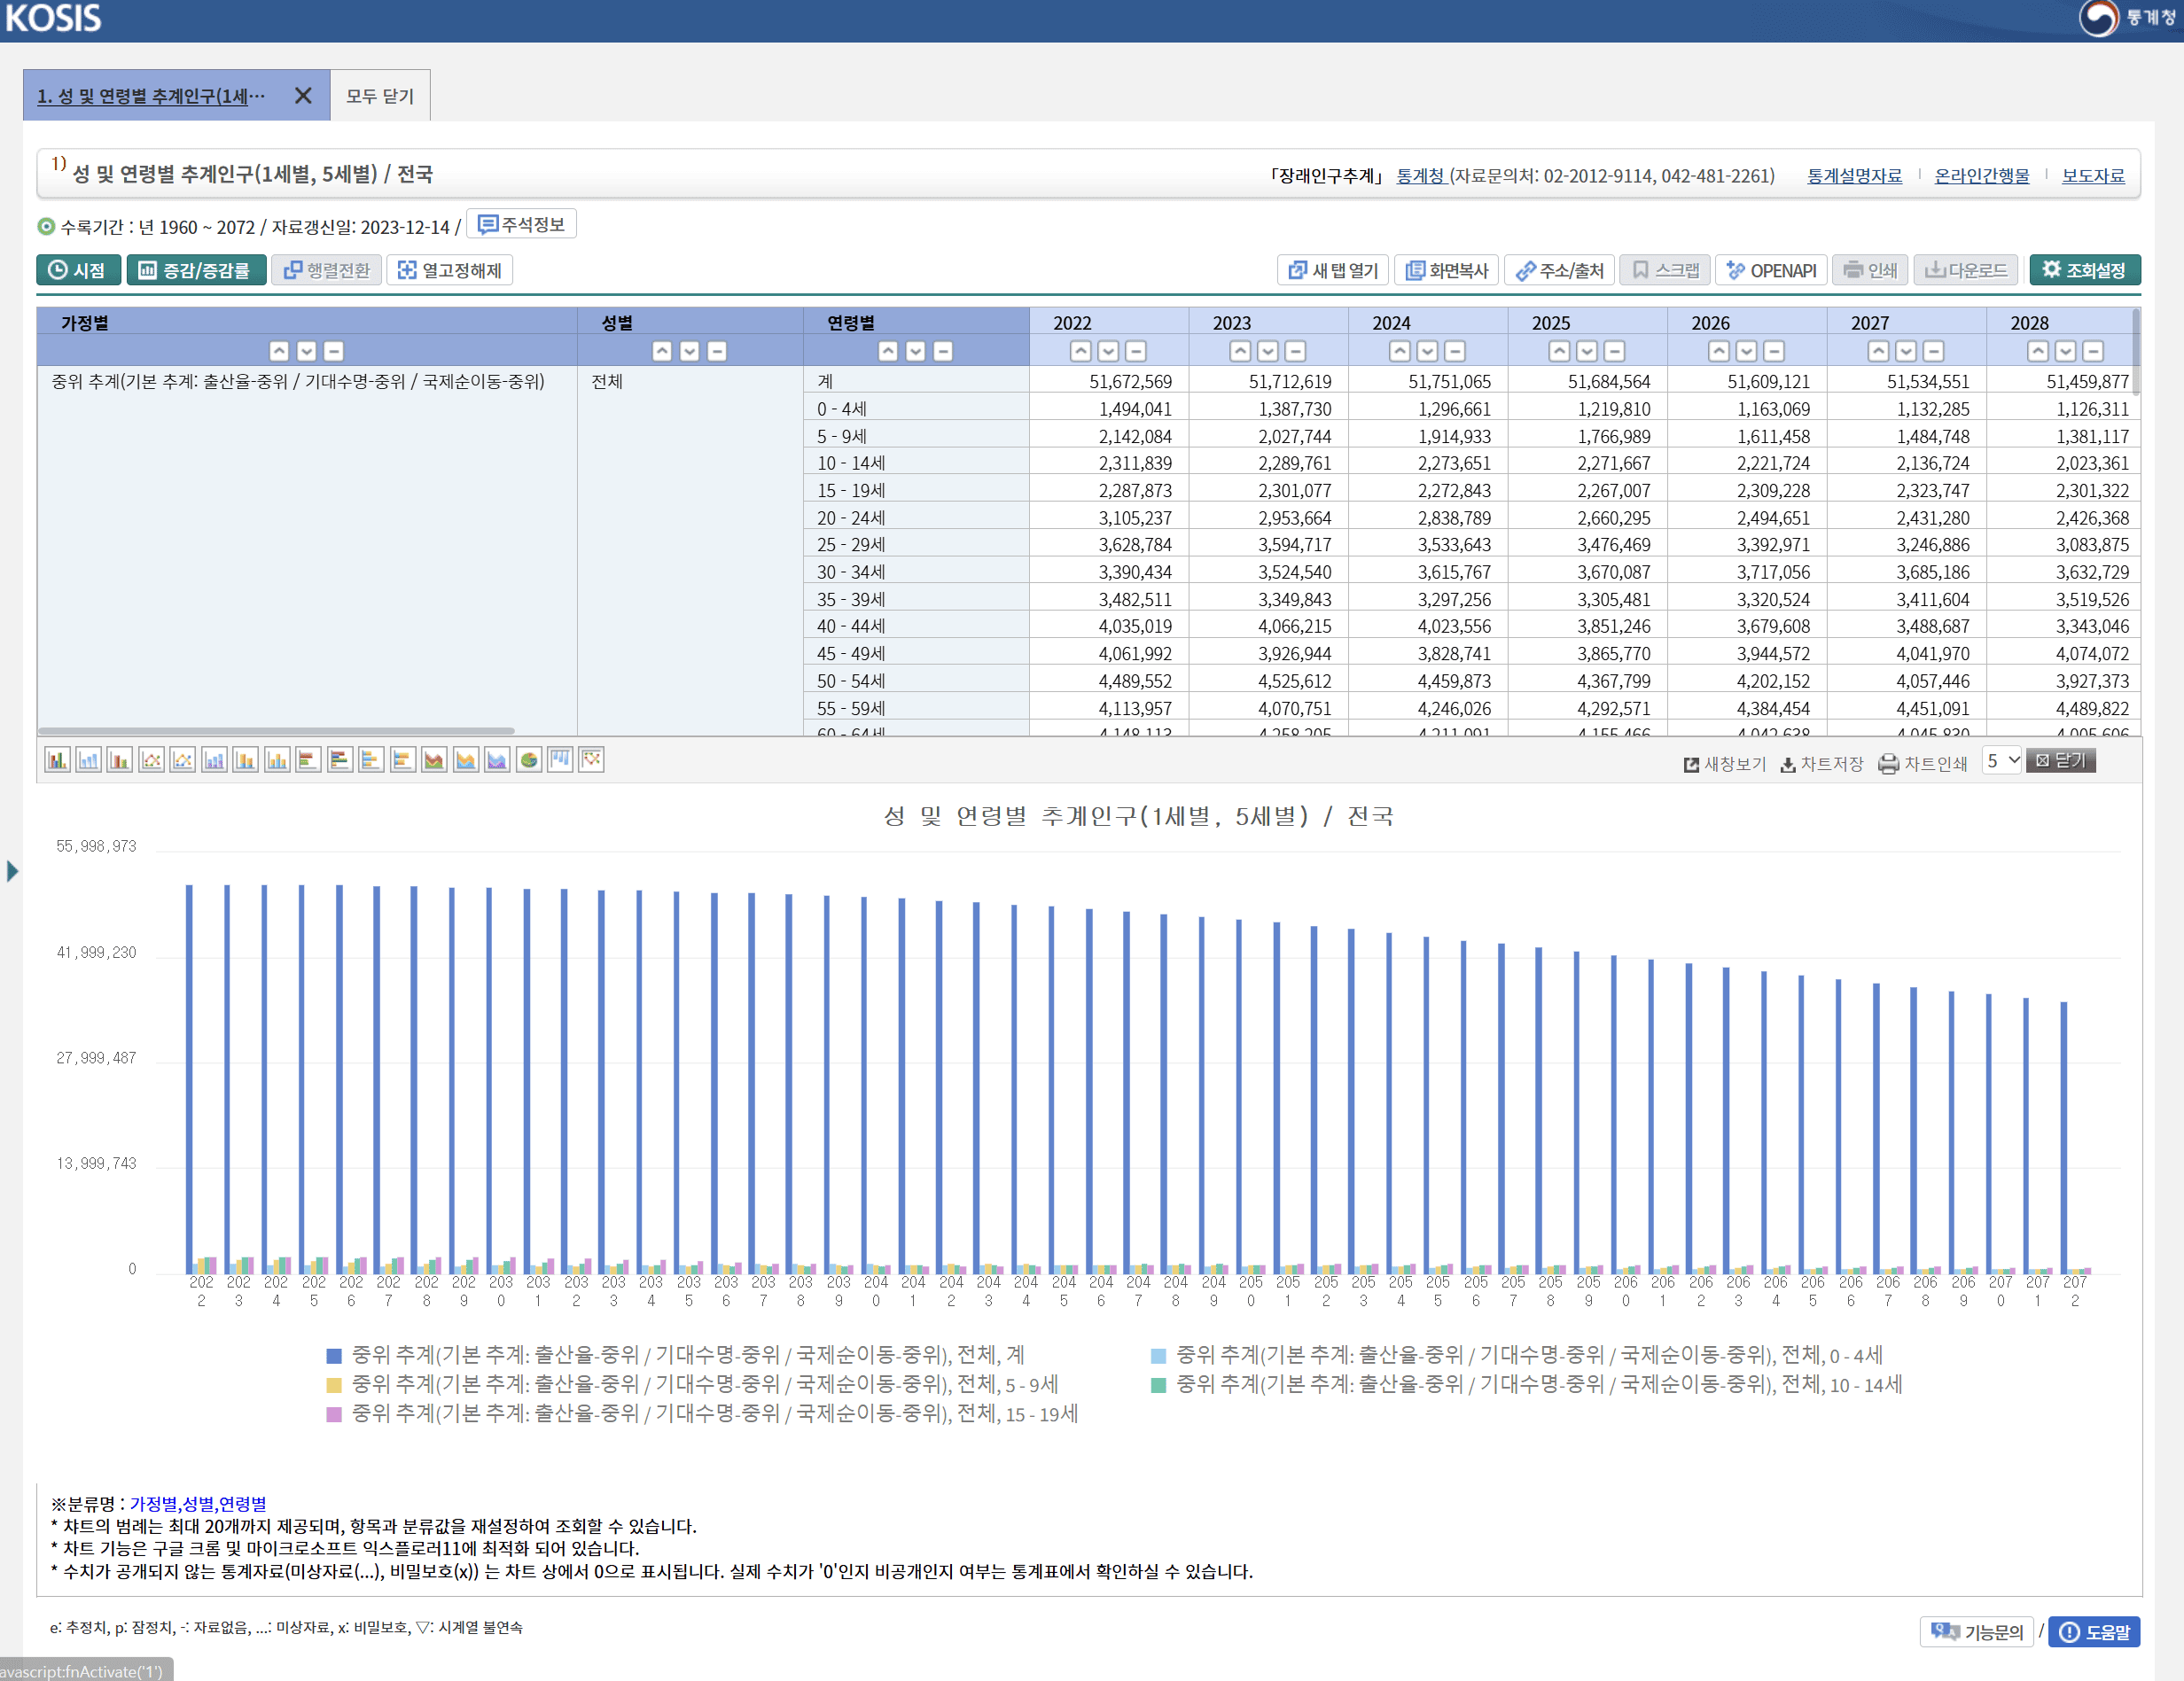 KOSIS
통계청
1. 성 및 연령별 추계인구(1세…
모두 닫기
1) 성 및 연령별 추계인구(1세별, 5세별) / 전국
「장래인구추계」 통계청 (자료문의처: 02-2012-9114, 042-481-2261) 통계설명자료 온라인간행물 보도자료
수록기간 : 년 1960 ~ 2072 / 자료갱신일: 2023-12-14 / 주석정보
시점 증감/증감률 행렬전환 열고정해제 새 탭 열기 화면복사 주소/출처 스크랩 OPENAPI 인쇄 다운로드 조회설정
가정별 성별 연령별 2022 2023 2024 2025 2026 2027 2028
중위 추계(기본 추계: 출산율-중위 / 기대수명-중위 / 국제순이동-중위) 전체 계 51,672,569 51,712,619 51,751,065 51,684,564 51,609,121 51,534,551 51,459,877
0 - 4세 1,494,041 1,387,730 1,296,661 1,219,810 1,163,069 1,132,285 1,126,311
5 - 9세 2,142,084 2,027,744 1,914,933 1,766,989 1,611,458 1,484,748 1,381,117
10 - 14세 2,311,839 2,289,761 2,273,651 2,271,667 2,221,724 2,136,724 2,023,361
15 - 19세 2,287,873 2,301,077 2,272,843 2,267,007 2,309,228 2,323,747 2,301,322
20 - 24세 3,105,237 2,953,664 2,838,789 2,660,295 2,494,651 2,431,280 2,426,368
25 - 29세 3,628,784 3,594,717 3,533,643 3,476,469 3,392,971 3,246,886 3,083,875
30 - 34세 3,390,434 3,524,540 3,615,767 3,670,087 3,717,056 3,685,186 3,632,729
35 - 39세 3,482,511 3,349,843 3,297,256 3,305,481 3,320,524 3,411,604 3,519,526
40 - 44세 4,035,019 4,066,215 4,023,556 3,851,246 3,679,608 3,488,687 3,343,046
45 - 49세 4,061,992 3,926,944 3,828,741 3,865,770 3,944,572 4,041,970 4,074,072
50 - 54세 4,489,552 4,525,612 4,459,873 4,367,799 4,202,152 4,057,446 3,927,373
55 - 59세 4,113,957 4,070,751 4,246,026 4,292,571 4,384,454 4,451,091 4,489,822
새창보기 차트저장 차트인쇄 5 닫기
성 및 연령별 추계인구(1세별, 5세별) / 전국
55,998,973
41,999,230
27,999,487
13,999,743
0
2022 2023 2024 2025 2026 2027 2028 2029 2030 2031 2032 2033 2034 2035 2036 2037 2038 2039 2040 2041 2042 2043 2044 2045 2046 2047 2048 2049 2050 2051 2052 2053 2054 2055 2056 2057 2058 2059 2060 2061 2062 2063 2064 2065 2066 2067 2068 2069 2070 2071 2072
중위 추계(기본 추계: 출산율-중위 / 기대수명-중위 / 국제순이동-중위), 전체, 계 중위 추계(기본 추계: 출산율-중위 / 기대수명-중위 / 국제순이동-중위), 전체, 0 - 4세
중위 추계(기본 추계: 출산율-중위 / 기대수명-중위 / 국제순이동-중위), 전체, 5 - 9세 중위 추계(기본 추계: 출산율-중위 / 기대수명-중위 / 국제순이동-중위), 전체, 10 - 14세
중위 추계(기본 추계: 출산율-중위 / 기대수명-중위 / 국제순이동-중위), 전체, 15 - 19세
※분류명 : 가정별,성별,연령별
* 챠트의 범례는 최대 20개까지 제공되며, 항목과 분류값을 재설정하여 조회할 수 있습니다.
* 차트 기능은 구글 크롬 및 마이크로소프트 익스플로러11에 최적화 되어 있습니다.
* 수치가 공개되지 않는 통계자료(미상자료(...), 비밀보호(x)) 는 차트 상에서 0으로 표시됩니다. 실제 수치가 '0'인지 비공개인지 여부는 통계표에서 확인하실 수 있습니다.
e: 추정치, p: 잠정치, -: 자료없음, ...: 미상자료, x: 비밀보호, ▽: 시계열 불연속
기능문의 / 도움말
avascript:fnActivate('1')